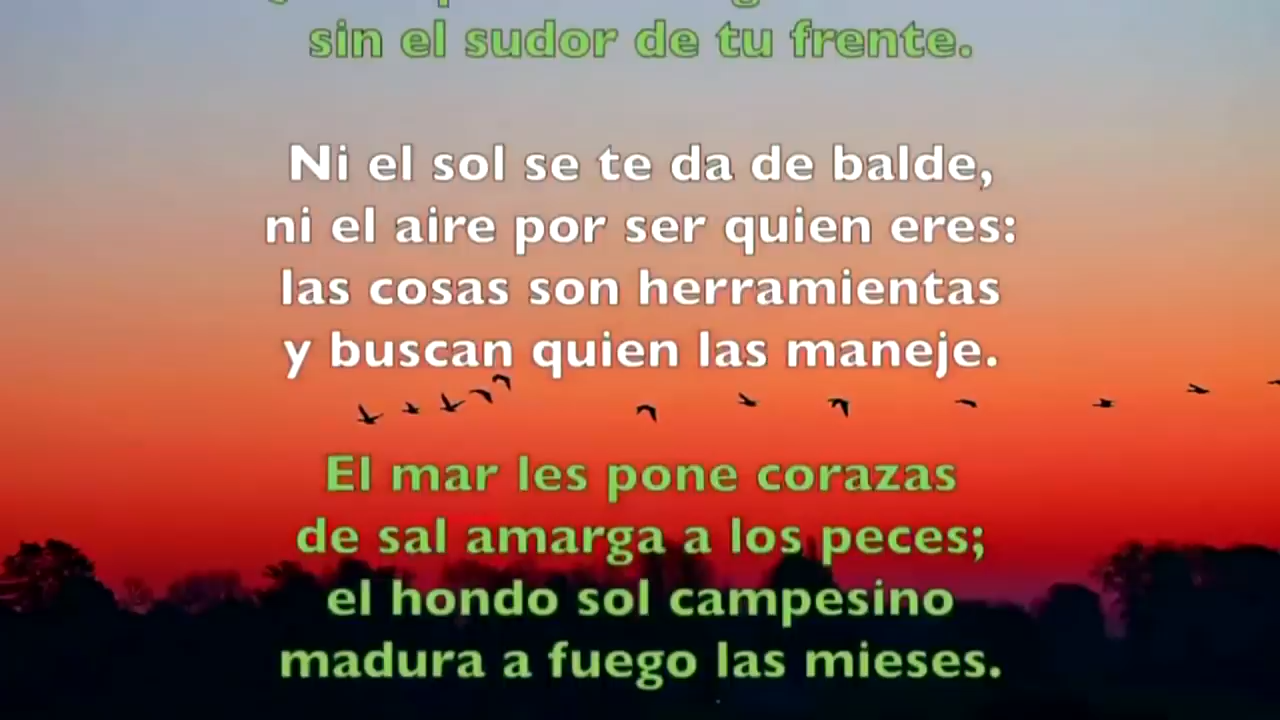 sin el sudor de tu frente.
Ni el sol se te da de balde,
ni el aire por ser quien eres:
las cosas son herramientas
y buscan quien las maneje.
El mar les pone corazas
de sal amarga a los peces;
el hondo sol campesino
madura a fuego las mieses.